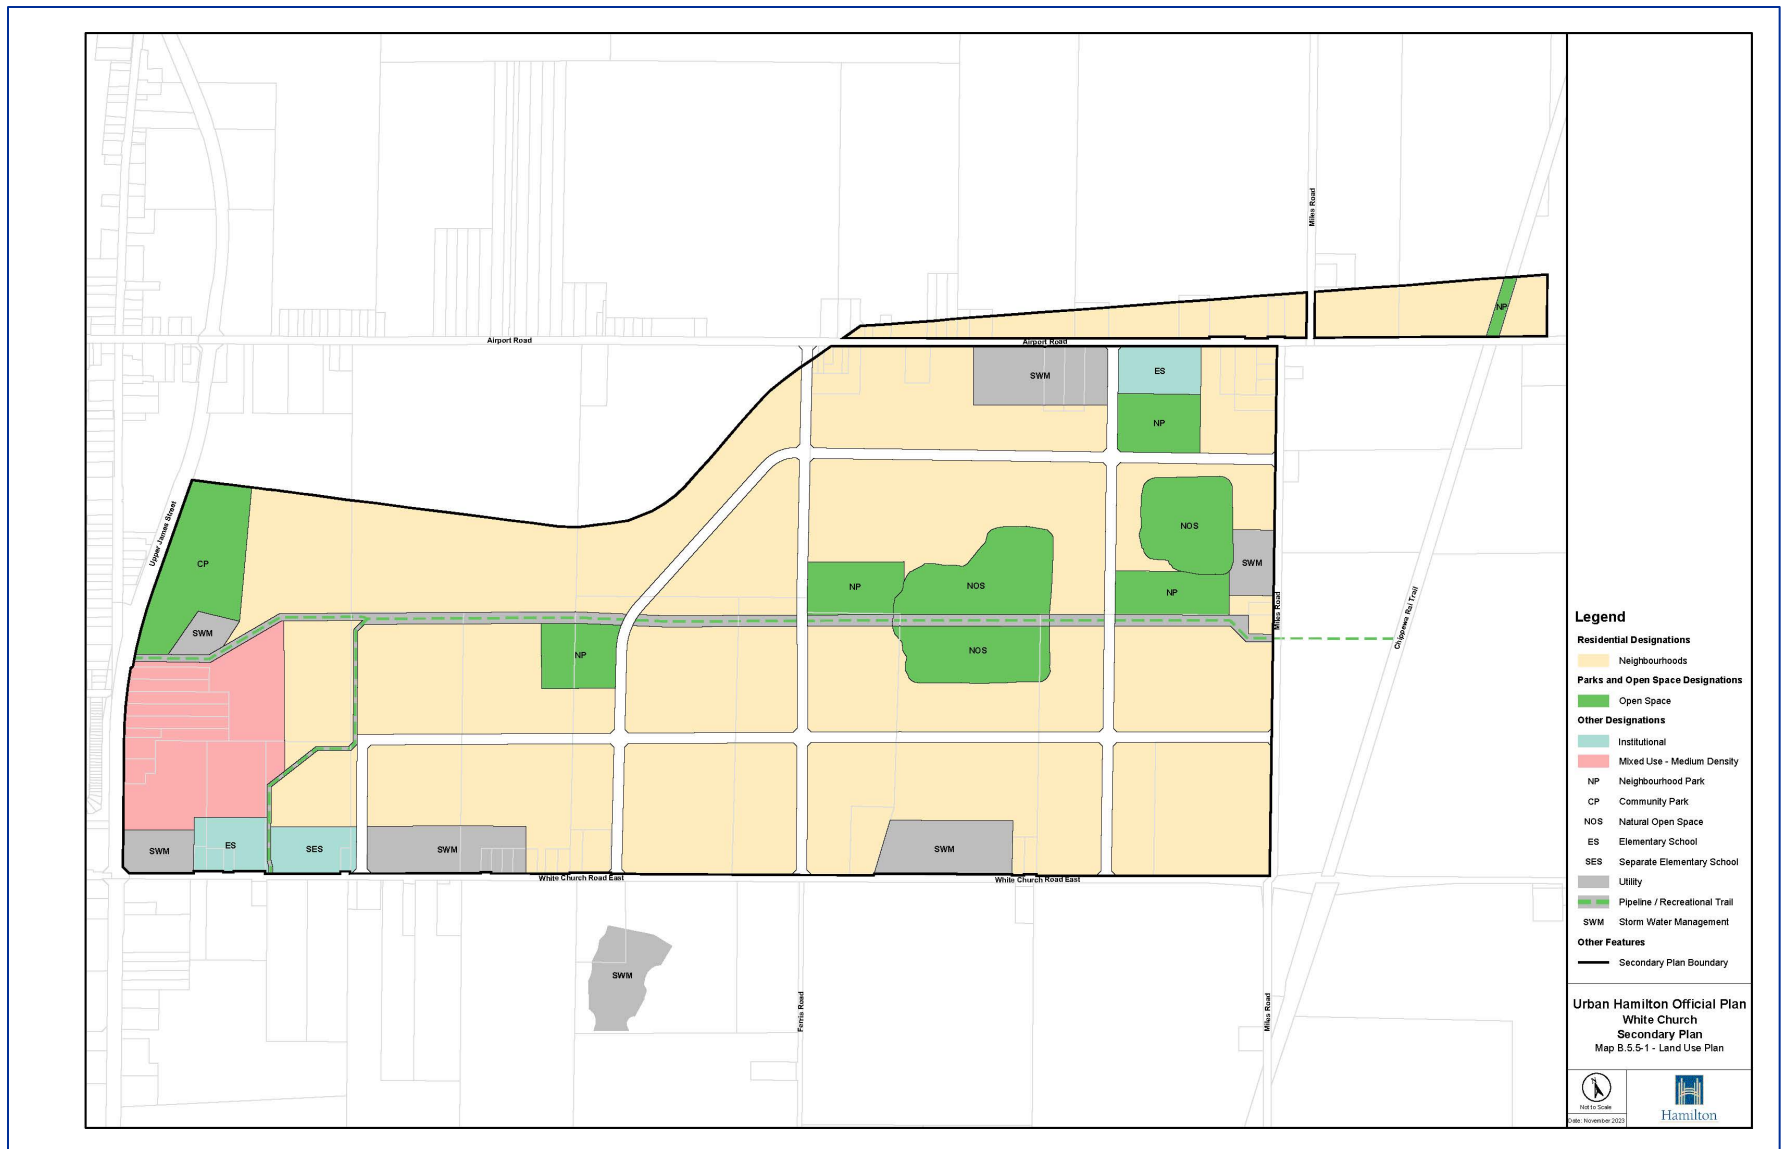 Miles Road
NP
Airport Road
Airport Road
SWM
ES
NP
Upper James Street
CP
NOS
SWM
NP
NOS
NP
Miles Road
Chippewa Rail Trail
SWM
NP
NOS
SWM
ES
SES
SWM
SWM
White Church Road East
White Church Road East
SWM
Ferris Road
Miles Road
Legend
Residential Designations
Neighbourhoods
Parks and Open Space Designations
Open Space
Other Designations
Institutional
Mixed Use - Medium Density
NP Neighbourhood Park
CP Community Park
NOS Natural Open Space
ES Elementary School
SES Separate Elementary School
Utility
Pipeline / Recreational Trail
SWM Storm Water Management
Other Features
Secondary Plan Boundary
Urban Hamilton Official Plan
White Church
Secondary Plan
Map B.5.5-1 - Land Use Plan
Not to Scale
Date: November 2023
Hamilton